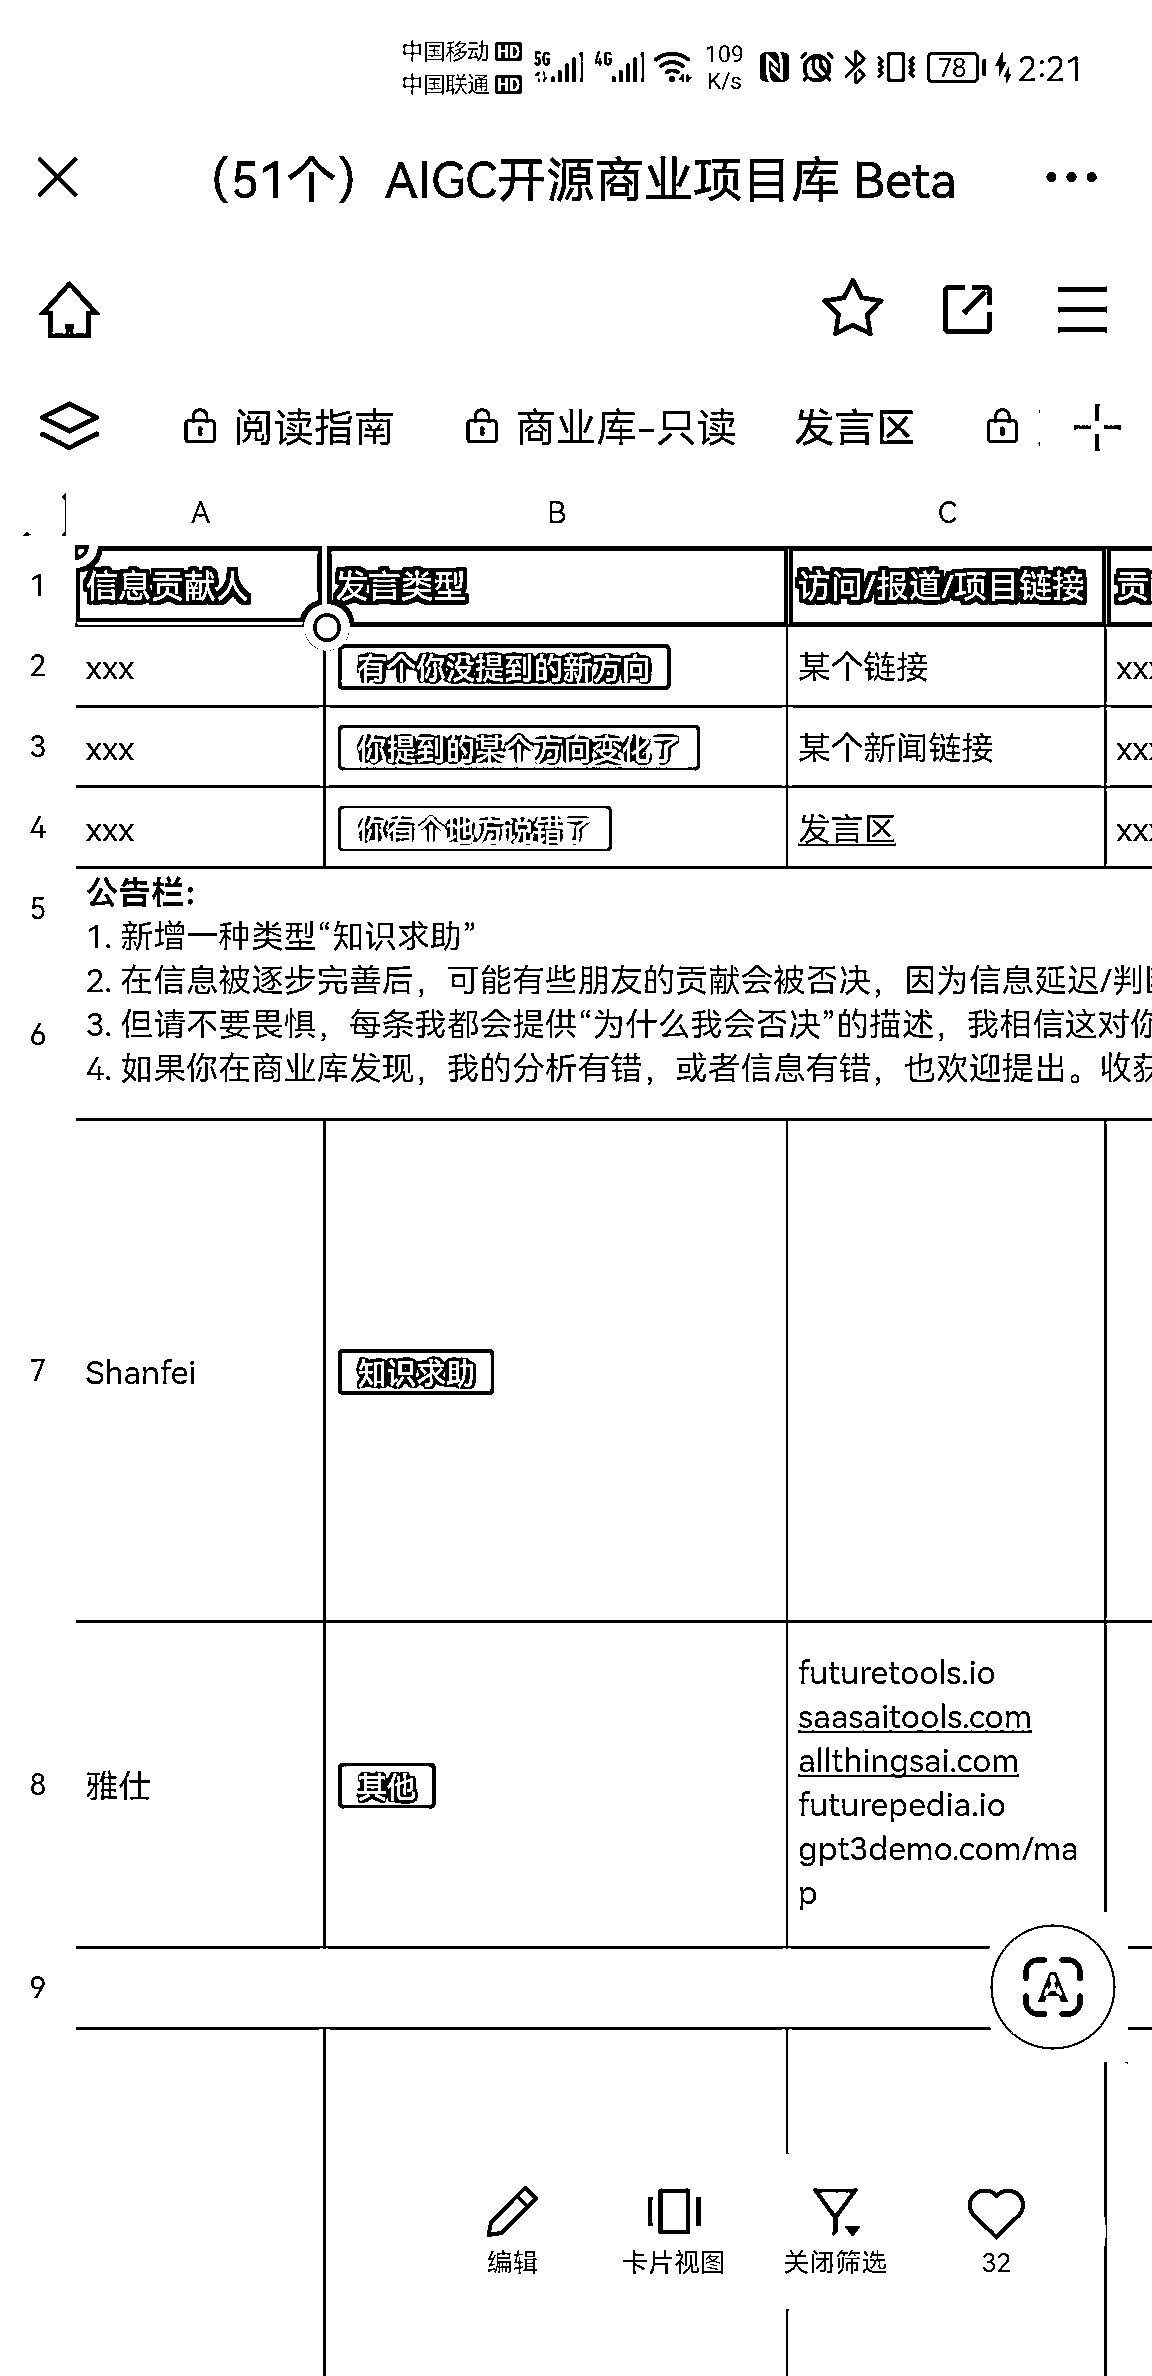 中国移动 HD 5G 4G 109 K/s 78 2:21
中国联通 HD
（51个）AIGC开源商业项目库 Beta
阅读指南 商业库-只读 发言区
A B C
1 信息贡献人 发言类型 访问/报道/项目链接 贡
2 xxx 有个你没提到的新方向 某个链接 xx
3 xxx 你提到的某个方向变化了 某个新闻链接 xx
4 xxx 你有个地方说错了 发言区 xx
5 公告栏:
1. 新增一种类型“知识求助”
2. 在信息被逐步完善后，可能有些朋友的贡献会被否决，因为信息延迟/判
6 3. 但请不要畏惧，每条我都会提供“为什么我会否决”的描述，我相信这对你
4. 如果你在商业库发现，我的分析有错，或者信息有错，也欢迎提出。收获
7 Shanfei 知识求助
futuretools.io
saasaitools.com
allthingsai.com
8 雅仕 其他
futurepedia.io
gpt3demo.com/ma
p
9
编辑 卡片视图 关闭筛选 32